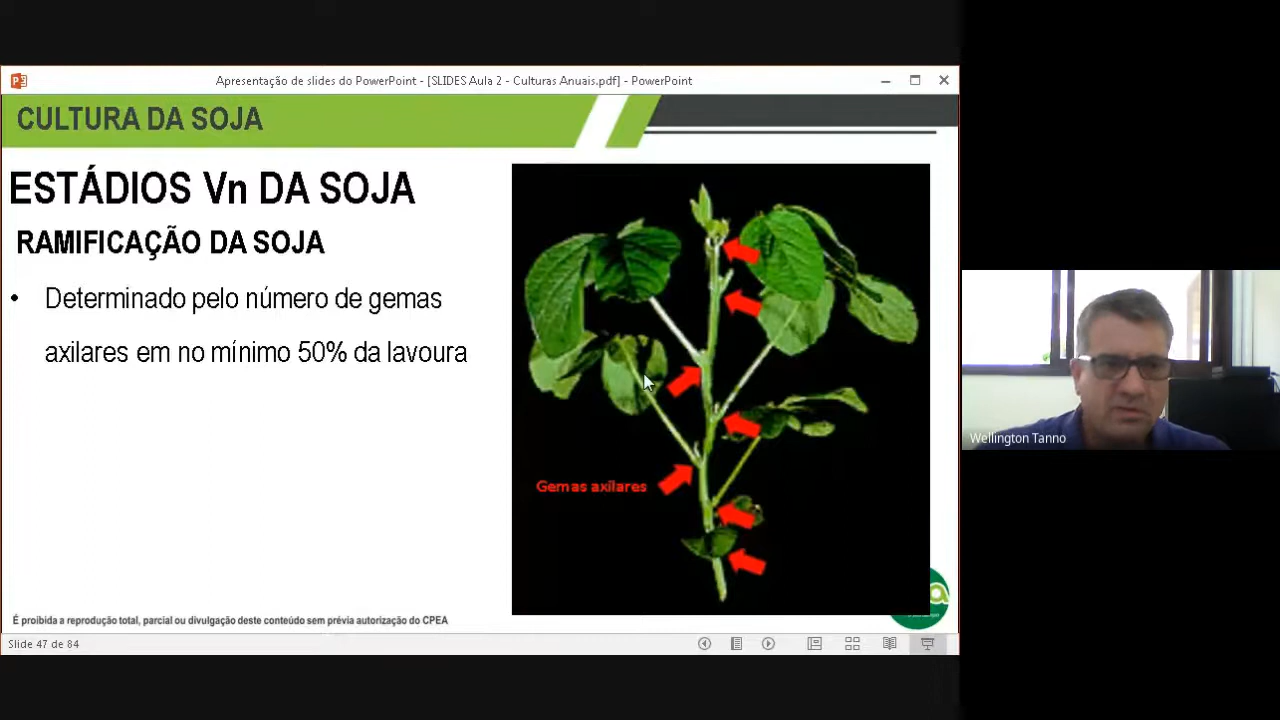 Apresentação de slides do PowerPoint - [SLIDES Aula 2 - Culturas Anuais.pdf] - PowerPoint
CULTURA DA SOJA
ESTÁDIOS Vn DA SOJA
RAMIFICAÇÃO DA SOJA
• Determinado pelo número de gemas
axilares em no mínimo 50% da lavoura
Gemas axilares
Wellington Tanno
É proibida a reprodução total, parcial ou divulgação deste conteúdo sem prévia autorização do CPEA
Slide 47 de 84